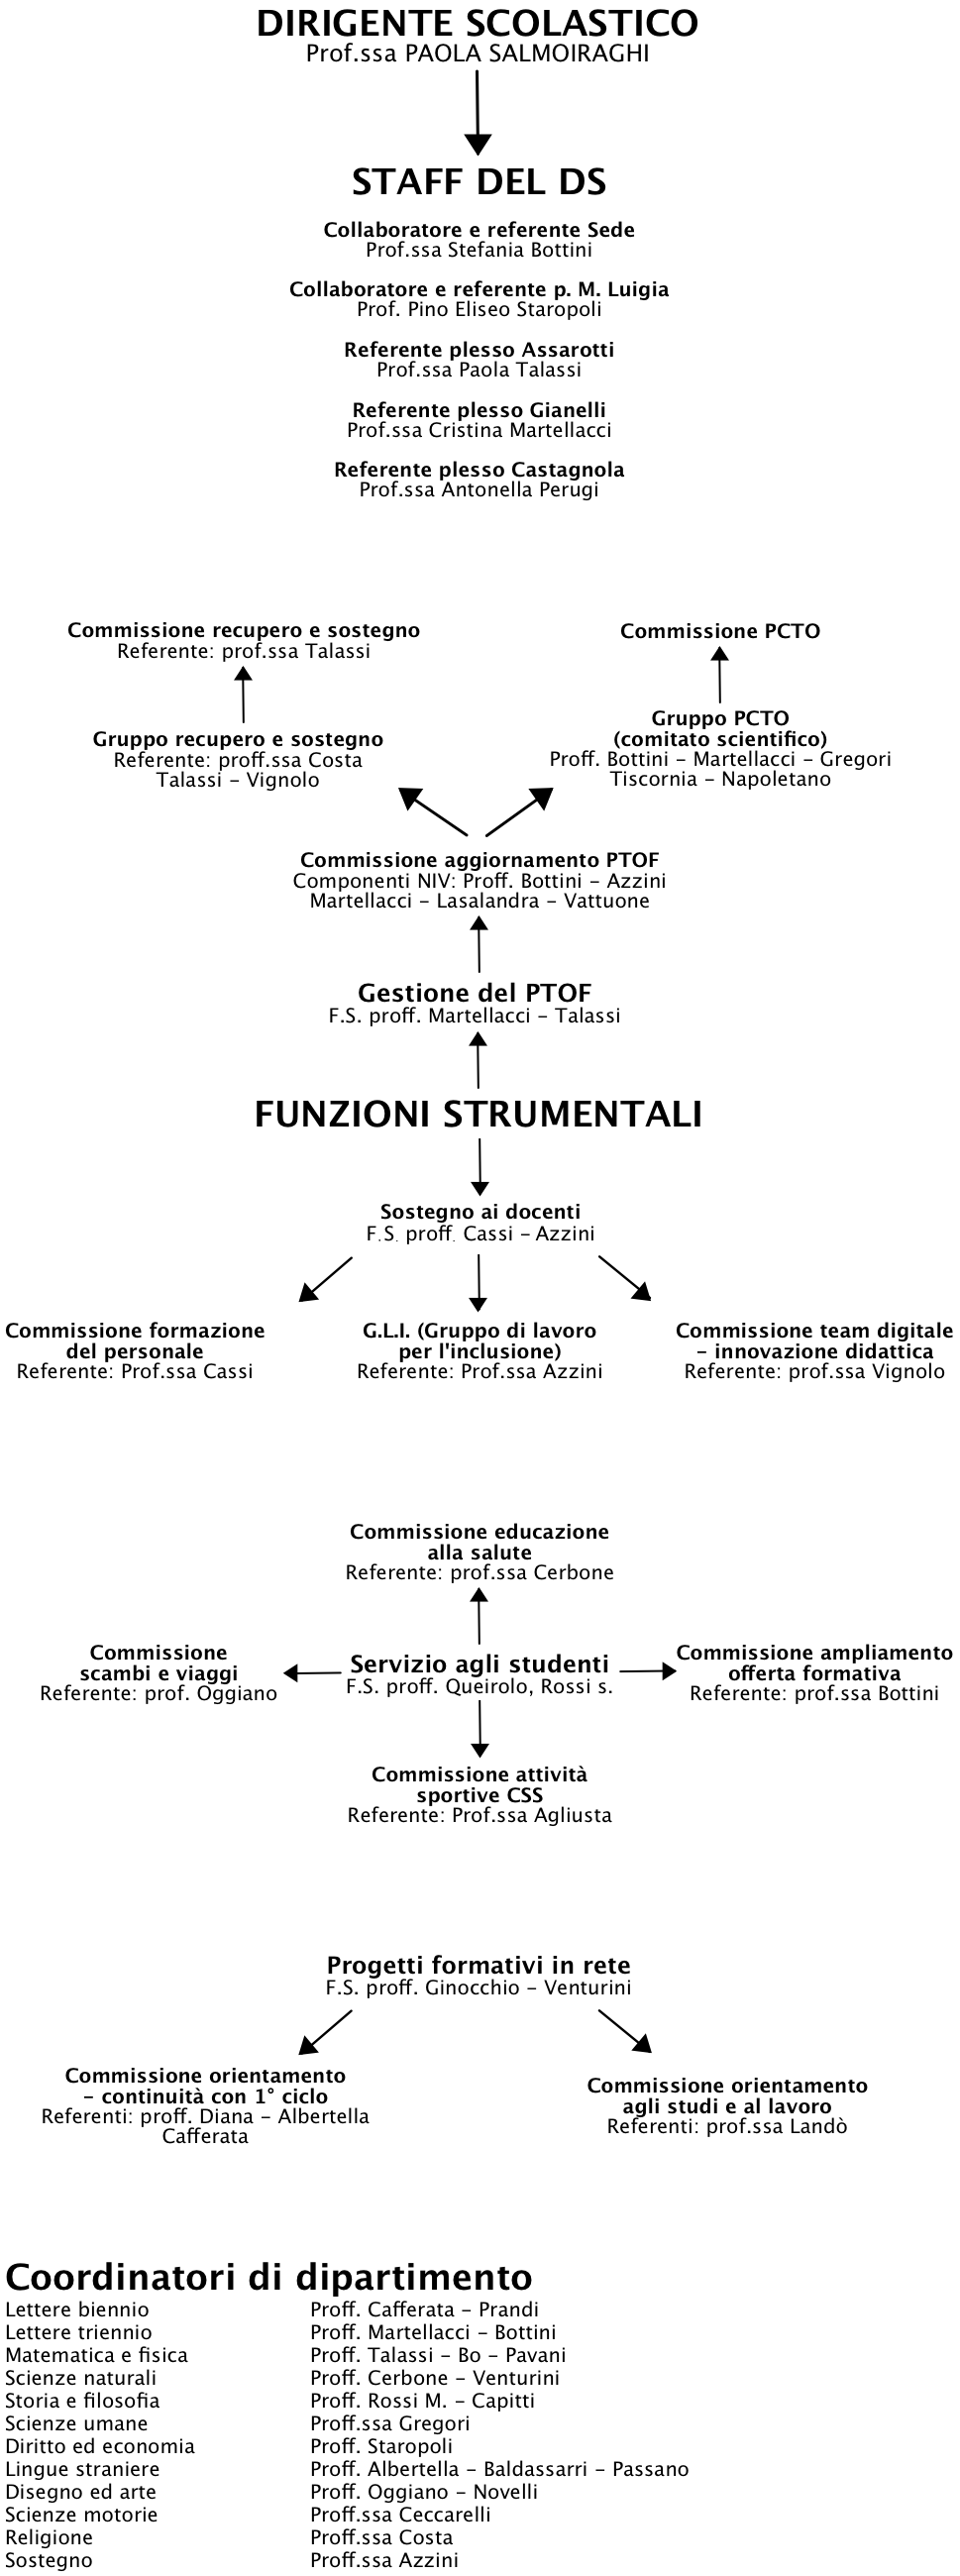 DIRIGENTE SCOLASTICO
Prof.ssa PAOLA SALMOIRAGHI
STAFF DEL DS
Collaboratore e referente Sede
Prof.ssa Stefania Bottini
Collaboratore e referente p. M. Luigia
Prof. Pino Eliseo Staropoli
Referente plesso Assarotti
Prof.ssa Paola Talassi
Referente plesso Gianelli
Prof.ssa Cristina Martellacci
Referente plesso Castagnola
Prof.ssa Antonella Perugi
Commissione recupero e sostegno
Referente: prof.ssa Talassi
Commissione PCTO
Gruppo recupero e sostegno
Referente: proff.ssa Costa
Talassi – Vignolo
Gruppo PCTO
(comitato scientifico)
Proff. Bottini – Martellacci – Gregori
Tiscornia – Napoletano
Commissione aggiornamento PTOF
Componenti NIV: Proff. Bottini – Azzini
Martellacci – Lasalandra – Vattuone
Gestione del PTOF
F.S. proff. Martellacci – Talassi
FUNZIONI STRUMENTALI
Sostegno ai docenti
F.S. proff. Cassi – Azzini
Commissione formazione
del personale
Referente: Prof.ssa Cassi
G.L.I. (Gruppo di lavoro
per l'inclusione)
Referente: Prof.ssa Azzini
Commissione team digitale
– innovazione didattica
Referente: prof.ssa Vignolo
Commissione educazione
alla salute
Referente: prof.ssa Cerbone
Commissione
scambi e viaggi
Referente: prof. Oggiano
Servizio agli studenti
F.S. proff. Queirolo, Rossi s.
Commissione ampliamento
offerta formativa
Referente: prof.ssa Bottini
Commissione attività
sportive CSS
Referente: Prof.ssa Agliusta
Progetti formativi in rete
F.S. proff. Ginocchio – Venturini
Commissione orientamento
– continuità con 1° ciclo
Referenti: proff. Diana – Albertella
Cafferata
Commissione orientamento
agli studi e al lavoro
Referenti: prof.ssa Landò
Coordinatori di dipartimento
Lettere biennio Proff. Cafferata – Prandi
Lettere triennio Proff. Martellacci – Bottini
Matematica e fisica Proff. Talassi – Bo – Pavani
Scienze naturali Proff. Cerbone – Venturini
Storia e filosofia Proff. Rossi M. – Capitti
Scienze umane Proff.ssa Gregori
Diritto ed economia Proff. Staropoli
Lingue straniere Proff. Albertella – Baldassarri – Passano
Disegno ed arte Proff. Oggiano – Novelli
Scienze motorie Proff.ssa Ceccarelli
Religione Proff.ssa Costa
Sostegno Proff.ssa Azzini